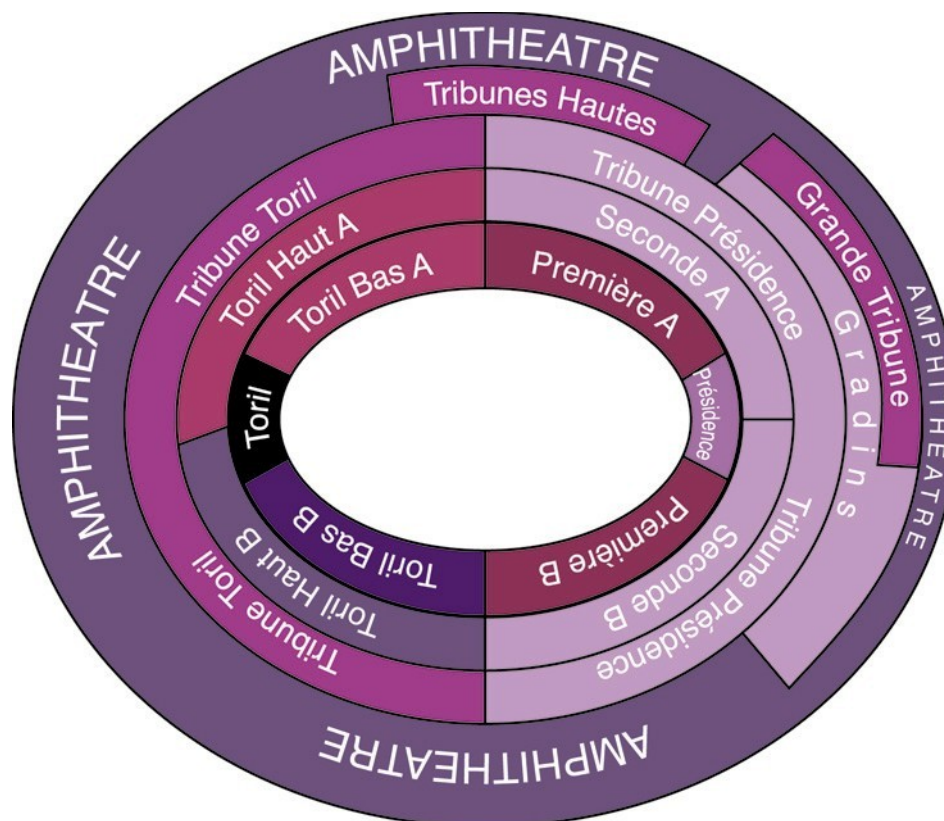 AMPHITHEATRE
Tribunes Hautes
Tribune Présidence
Grande Tribune
Tribune Toril
Toril Haut A
Seconde A
Toril Bas A
Première A
AMPHITHEATRE
AMPHITHEATRE
Gradins
Toril
Présidence
Toril Bas B
Première B
Toril Haut B
Seconde B
Tribune Toril
Tribune Présidence
AMPHITHEATRE